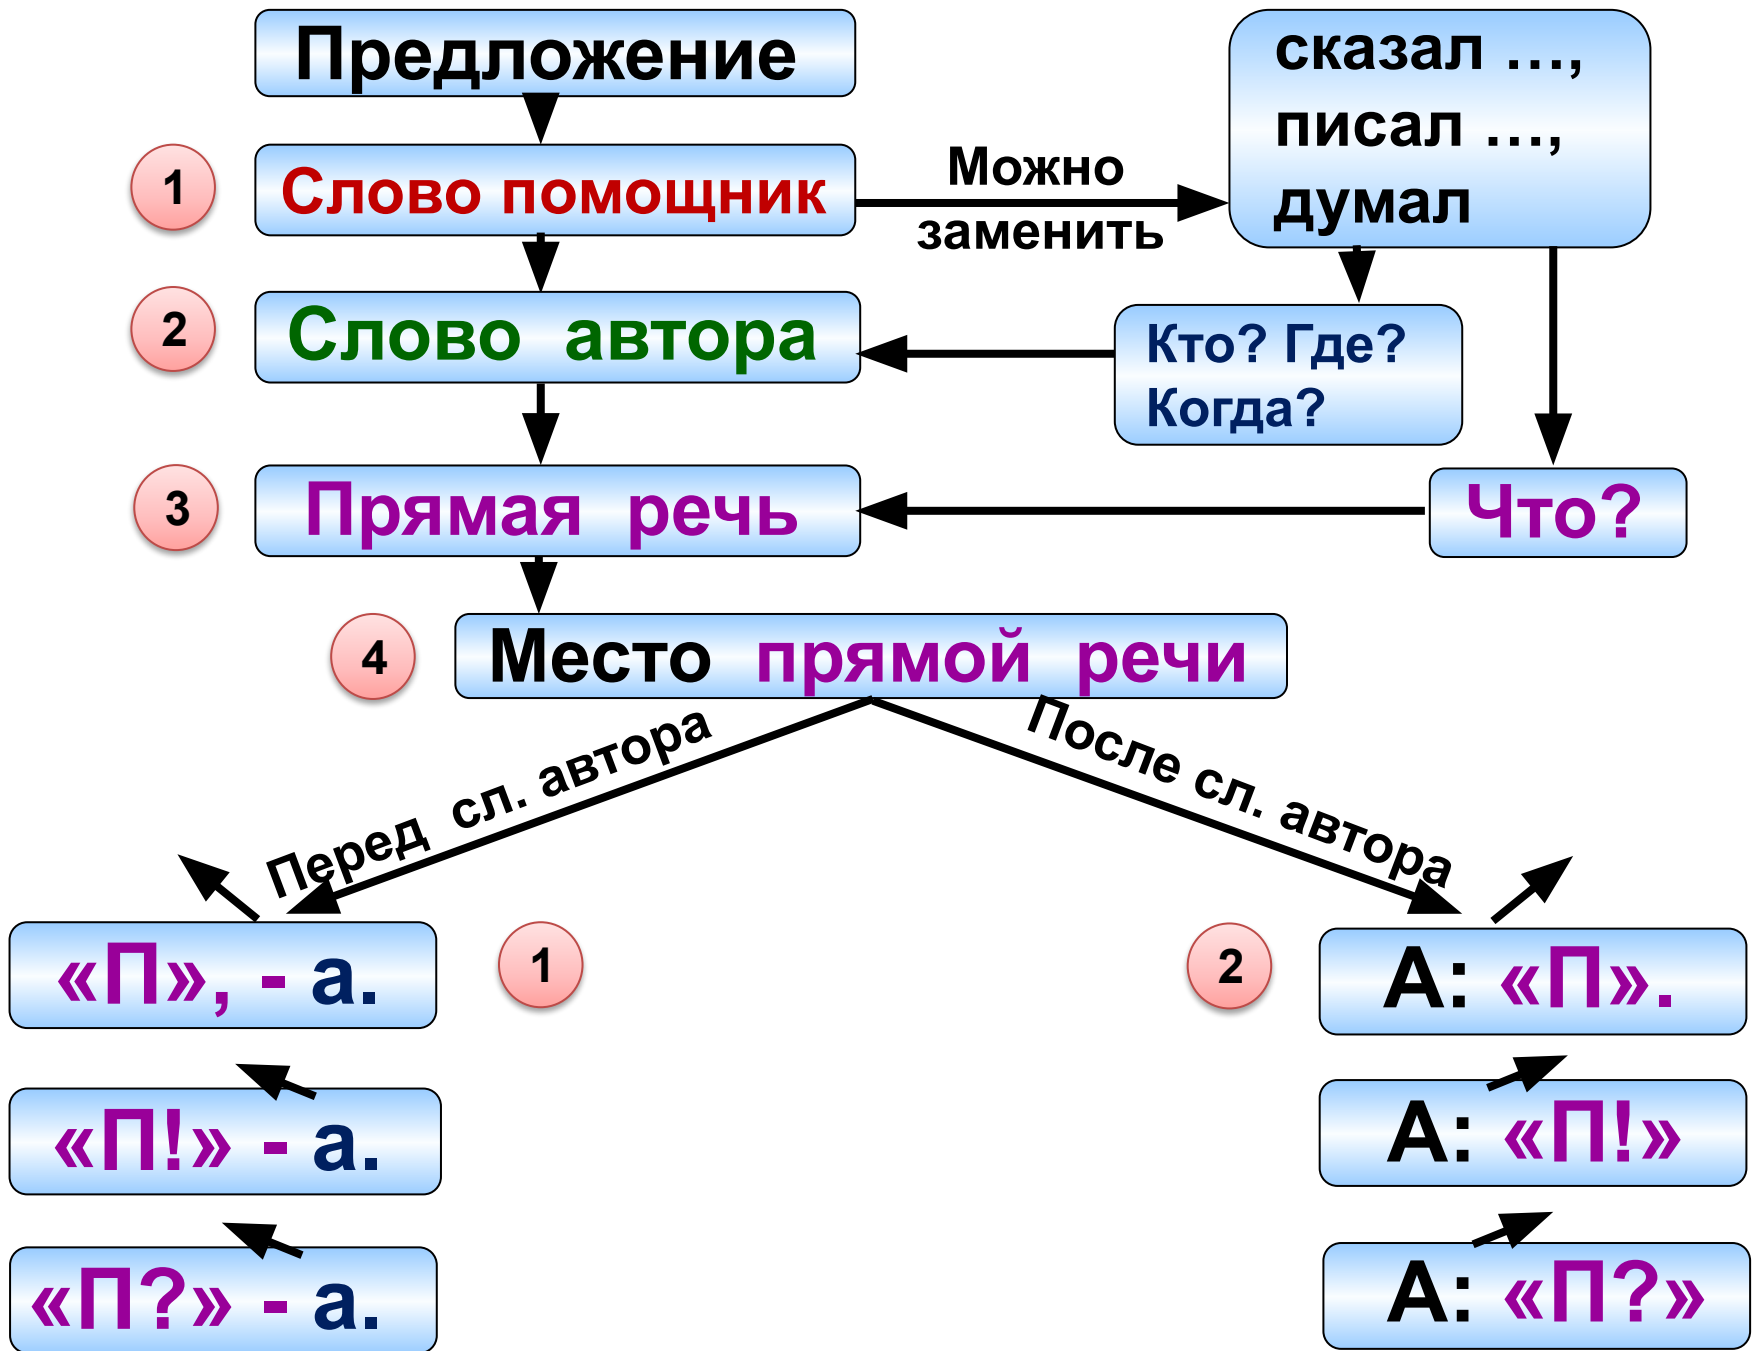 Предложение
сказал …,
писал …,
думал
1
Слово помощник
Можно
заменить
2
Слово автора
Кто? Где?
Когда?
3
Прямая речь
Что?
4
Место прямой речи
Перед сл. автора
После сл. автора
«П», - а.
1
2
А: «П».
«П!» - а.
А: «П!»
«П?» - а.
А: «П?»